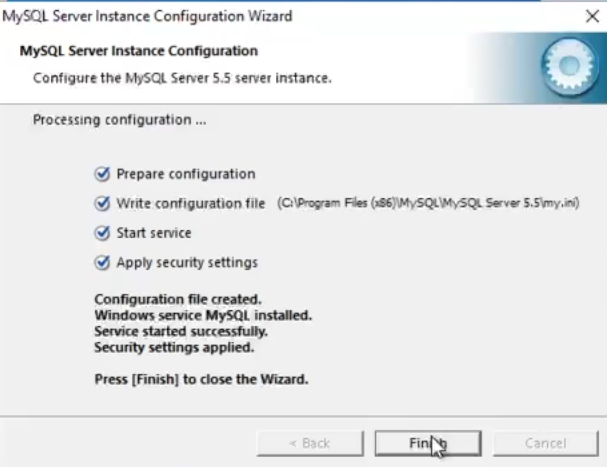 MySQL Server Instance Configuration Wizard
MySQL Server Instance Configuration
Configure the MySQL Server 5.5 server instance.
Processing configuration ...
Prepare configuration
Write configuration file (C:\Program Files (x86)\MySQL\MySQL Server 5.5\my.ini)
Start service
Apply security settings
Configuration file created.
Windows service MySQL installed.
Service started successfully.
Security settings applied.
Press [Finish] to close the Wizard.
< Back Finish Cancel